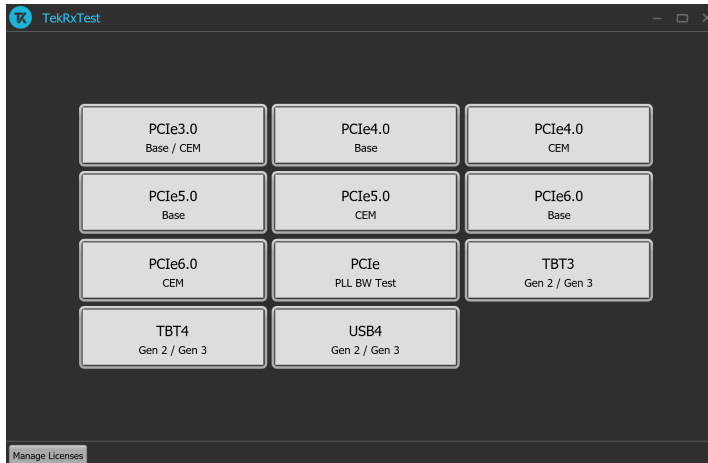 TK TekRxTest
PCIe3.0
Base / CEM
PCIe4.0
Base
PCIe4.0
CEM
PCIe5.0
Base
PCIe5.0
CEM
PCIe6.0
Base
PCIe6.0
CEM
PCIe
PLL BW Test
TBT3
Gen 2 / Gen 3
TBT4
Gen 2 / Gen 3
USB4
Gen 2 / Gen 3
Manage Licenses